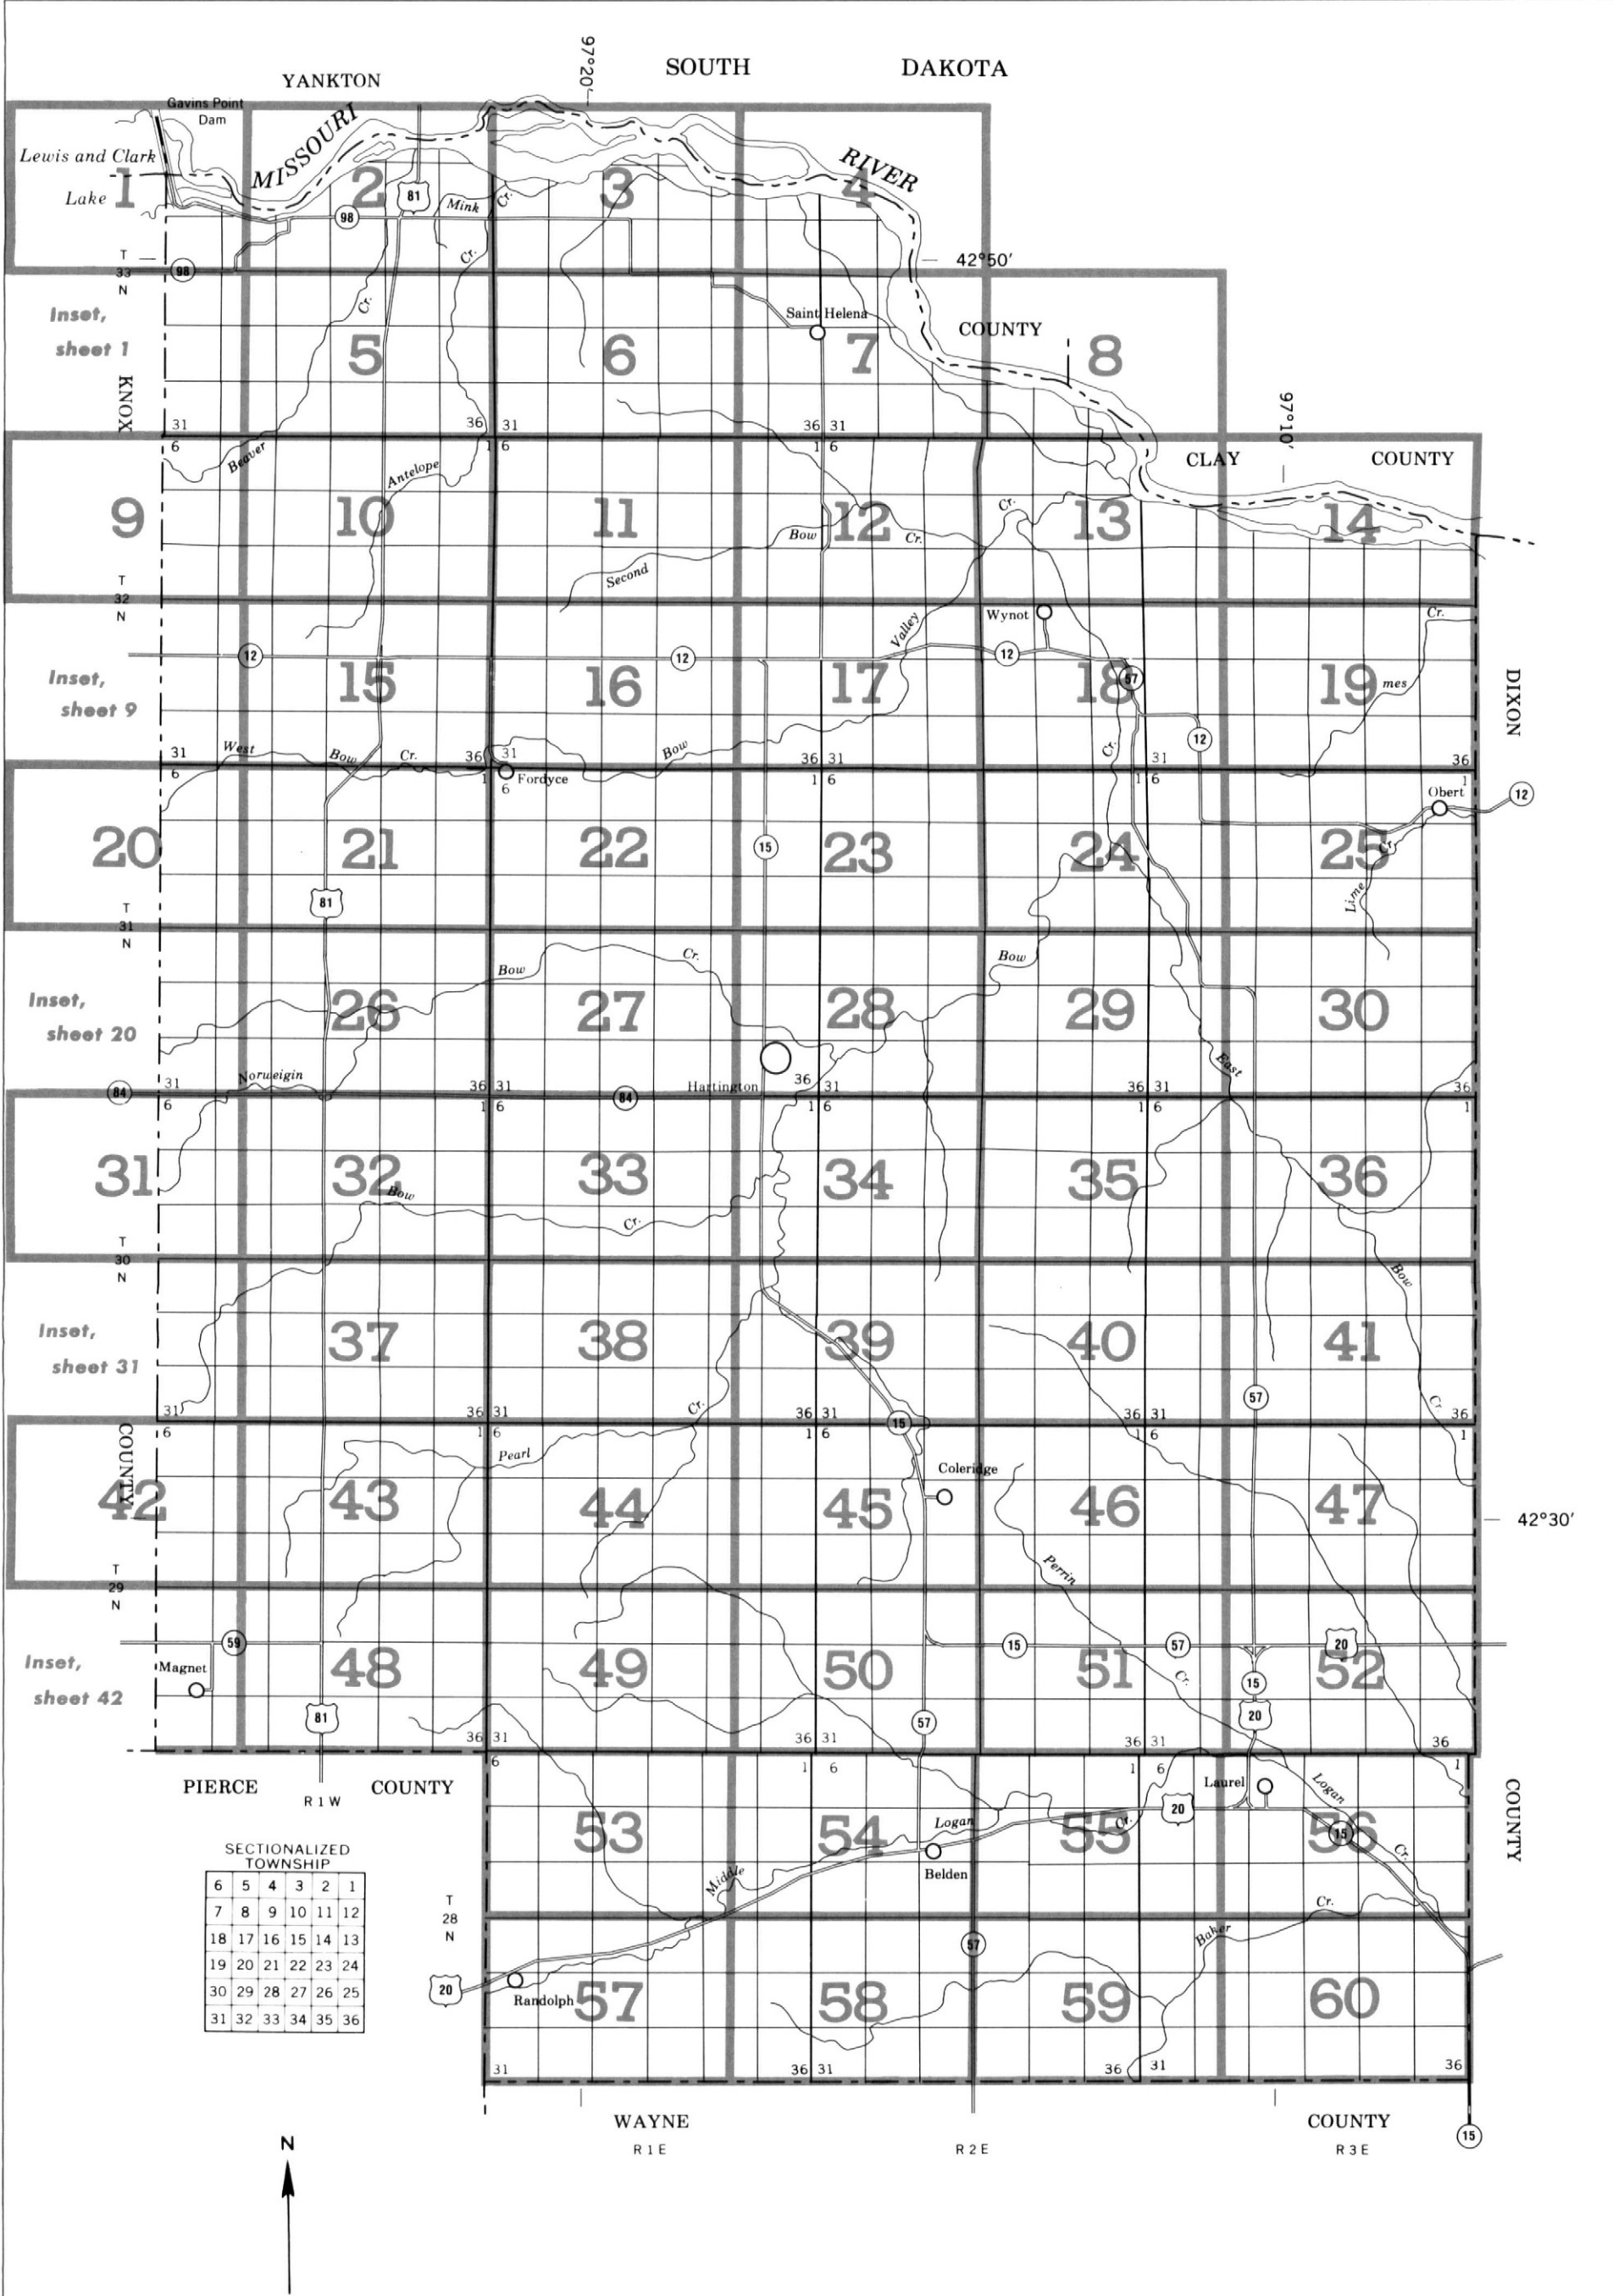 97°20'
SOUTH DAKOTA
YANKTON
Gavins Point
Dam
MISSOURI
RIVER
Lewis and Clark
Lake
1
2
3
4
81
Mink
Cr.
98
Cr.
T
33
N
98
42°50'
Inset,
sheet 1
Cr.
Saint Helena
COUNTY
5
6
7
8
KNOX
97°10'
31
36 31
36 31
6
1 6
1 6
Beaver
Antelope
CLAY COUNTY
9
10
11
12
13
14
Cr.
Bow
Cr.
Second
T
32
N
Wynot
Valley
Cr.
12
12
12
Inset,
sheet 9
15
16
17
18
57
19
mes
DIXON
12
Cr.
31
West
Bow
Cr.
36 31
Bow
36 31
31
36
6
1 6
Fordyce
1 6
1 6
1
Obert
12
20
21
22
15
23
24
25
Cr.
81
Lime
T
31
N
Bow
Cr.
Bow
Inset,
sheet 20
26
27
28
29
30
Norweigin
East
84
31
36 31
84
Hartington
36 31
36 31
36
6
1 6
1 6
1 6
1
31
32
33
34
35
36
Bow
Cr.
T
30
N
Bow
Inset,
sheet 31
37
38
39
40
41
57
Cr.
Cr.
31
36 31
36 31
15
36 31
36
6
1 6
1 6
1 6
1
COUNTY
Pearl
Coleridge
42
43
44
45
46
47
42°30'
Perrin
T
29
N
59
15
57
20
Inset,
sheet 42
Magnet
48
49
50
51
52
Cr.
15
81
57
20
36 31
36 31
36 31
36
6
1 6
1 6
1
PIERCE COUNTY
R 1 W
Laurel
Logan
COUNTY
20
53
54
Logan
55
Cr.
56
15
Cr.
SECTIONALIZED
TOWNSHIP
6 5 4 3 2 1
7 8 9 10 11 12
18 17 16 15 14 13
19 20 21 22 23 24
30 29 28 27 26 25
31 32 33 34 35 36
Middle
Belden
T
28
N
Cr.
Baker
57
20
Randolph
57
58
59
60
31
36 31
36 31
36
WAYNE COUNTY
R 1 E
R 2 E
R 3 E
15
N